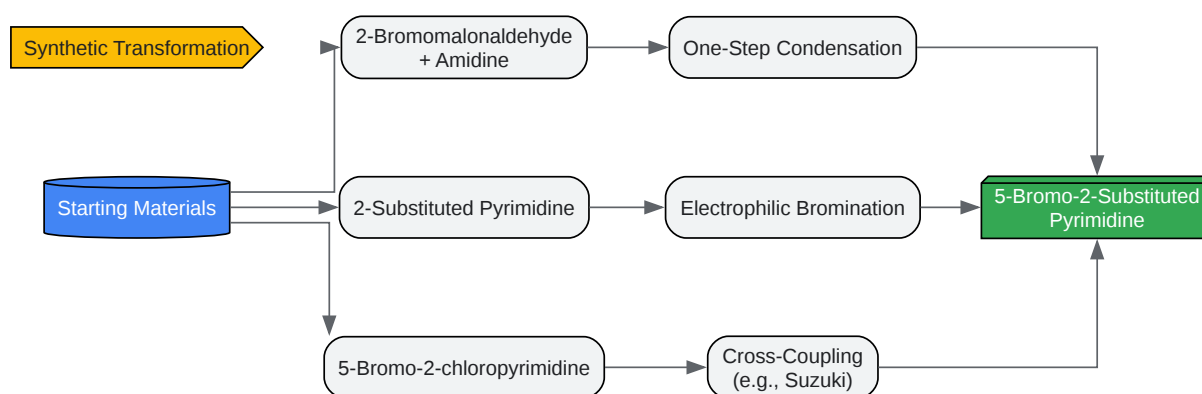 Synthetic Transformation
2-Bromomalonaldehyde
+ Amidine
One-Step Condensation
Starting Materials
2-Substituted Pyrimidine
Electrophilic Bromination
5-Bromo-2-Substituted
Pyrimidine
5-Bromo-2-chloropyrimidine
Cross-Coupling
(e.g., Suzuki)